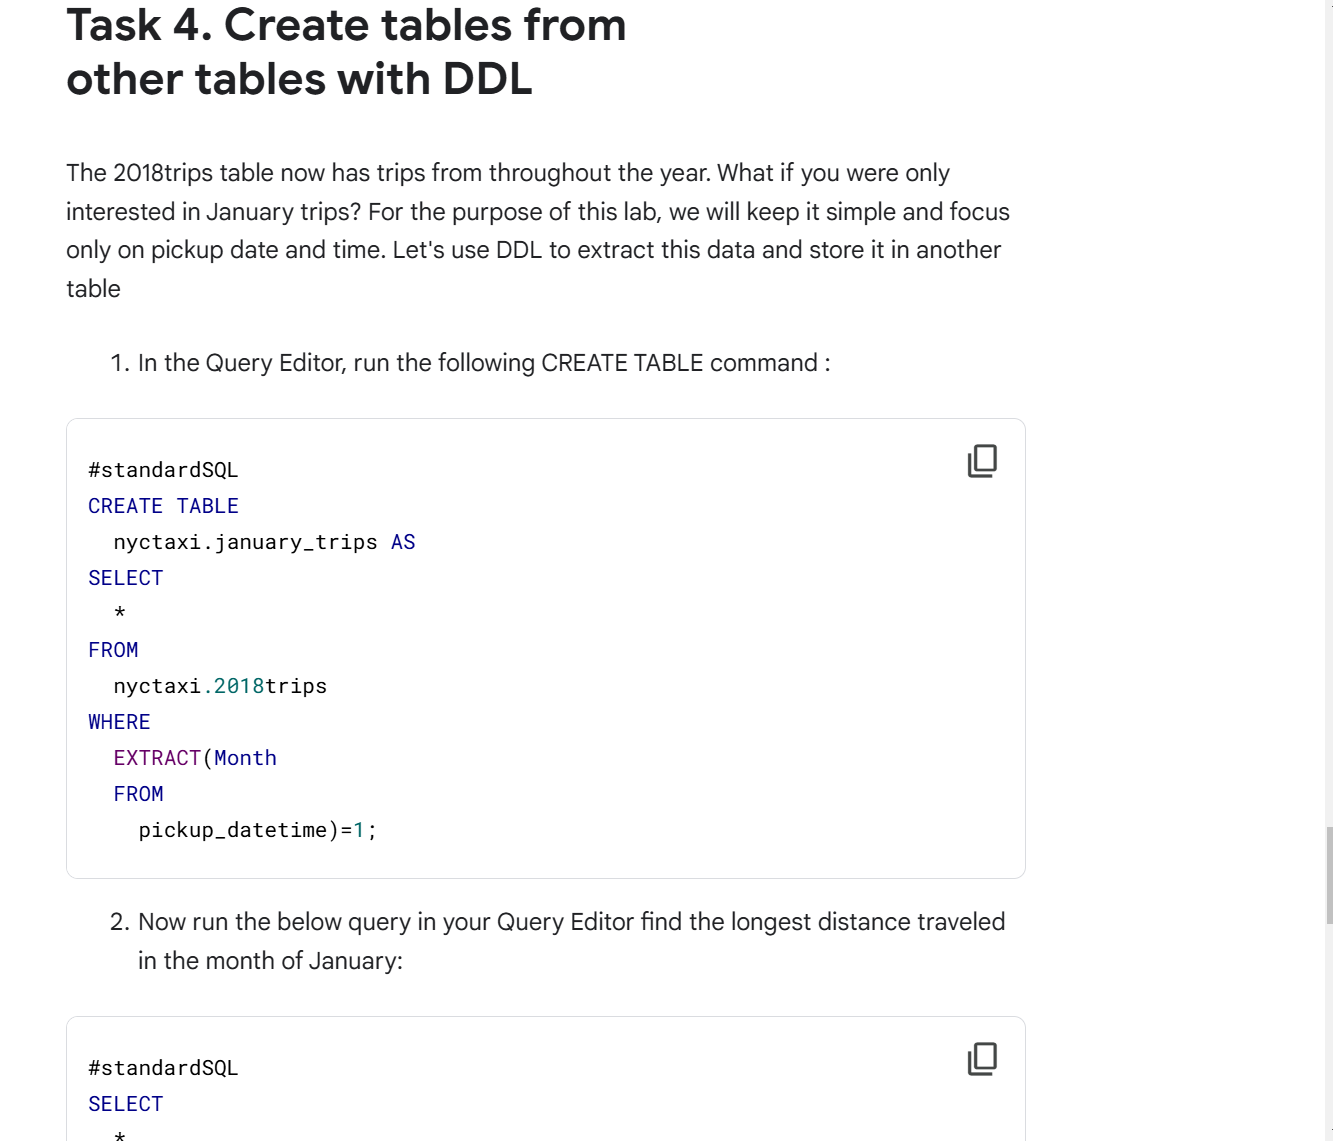 Task 4. Create tables from
other tables with DDL
The 2018trips table now has trips from throughout the year. What if you were only
interested in January trips? For the purpose of this lab, we will keep it simple and focus
only on pickup date and time. Let's use DDL to extract this data and store it in another
table
1. In the Query Editor, run the following CREATE TABLE command :
#standardSQL
CREATE TABLE
  nyctaxi.january_trips AS
SELECT
  *
FROM
  nyctaxi.2018trips
WHERE
  EXTRACT(Month
  FROM
    pickup_datetime)=1;
2. Now run the below query in your Query Editor find the longest distance traveled
in the month of January:
#standardSQL
SELECT
  *